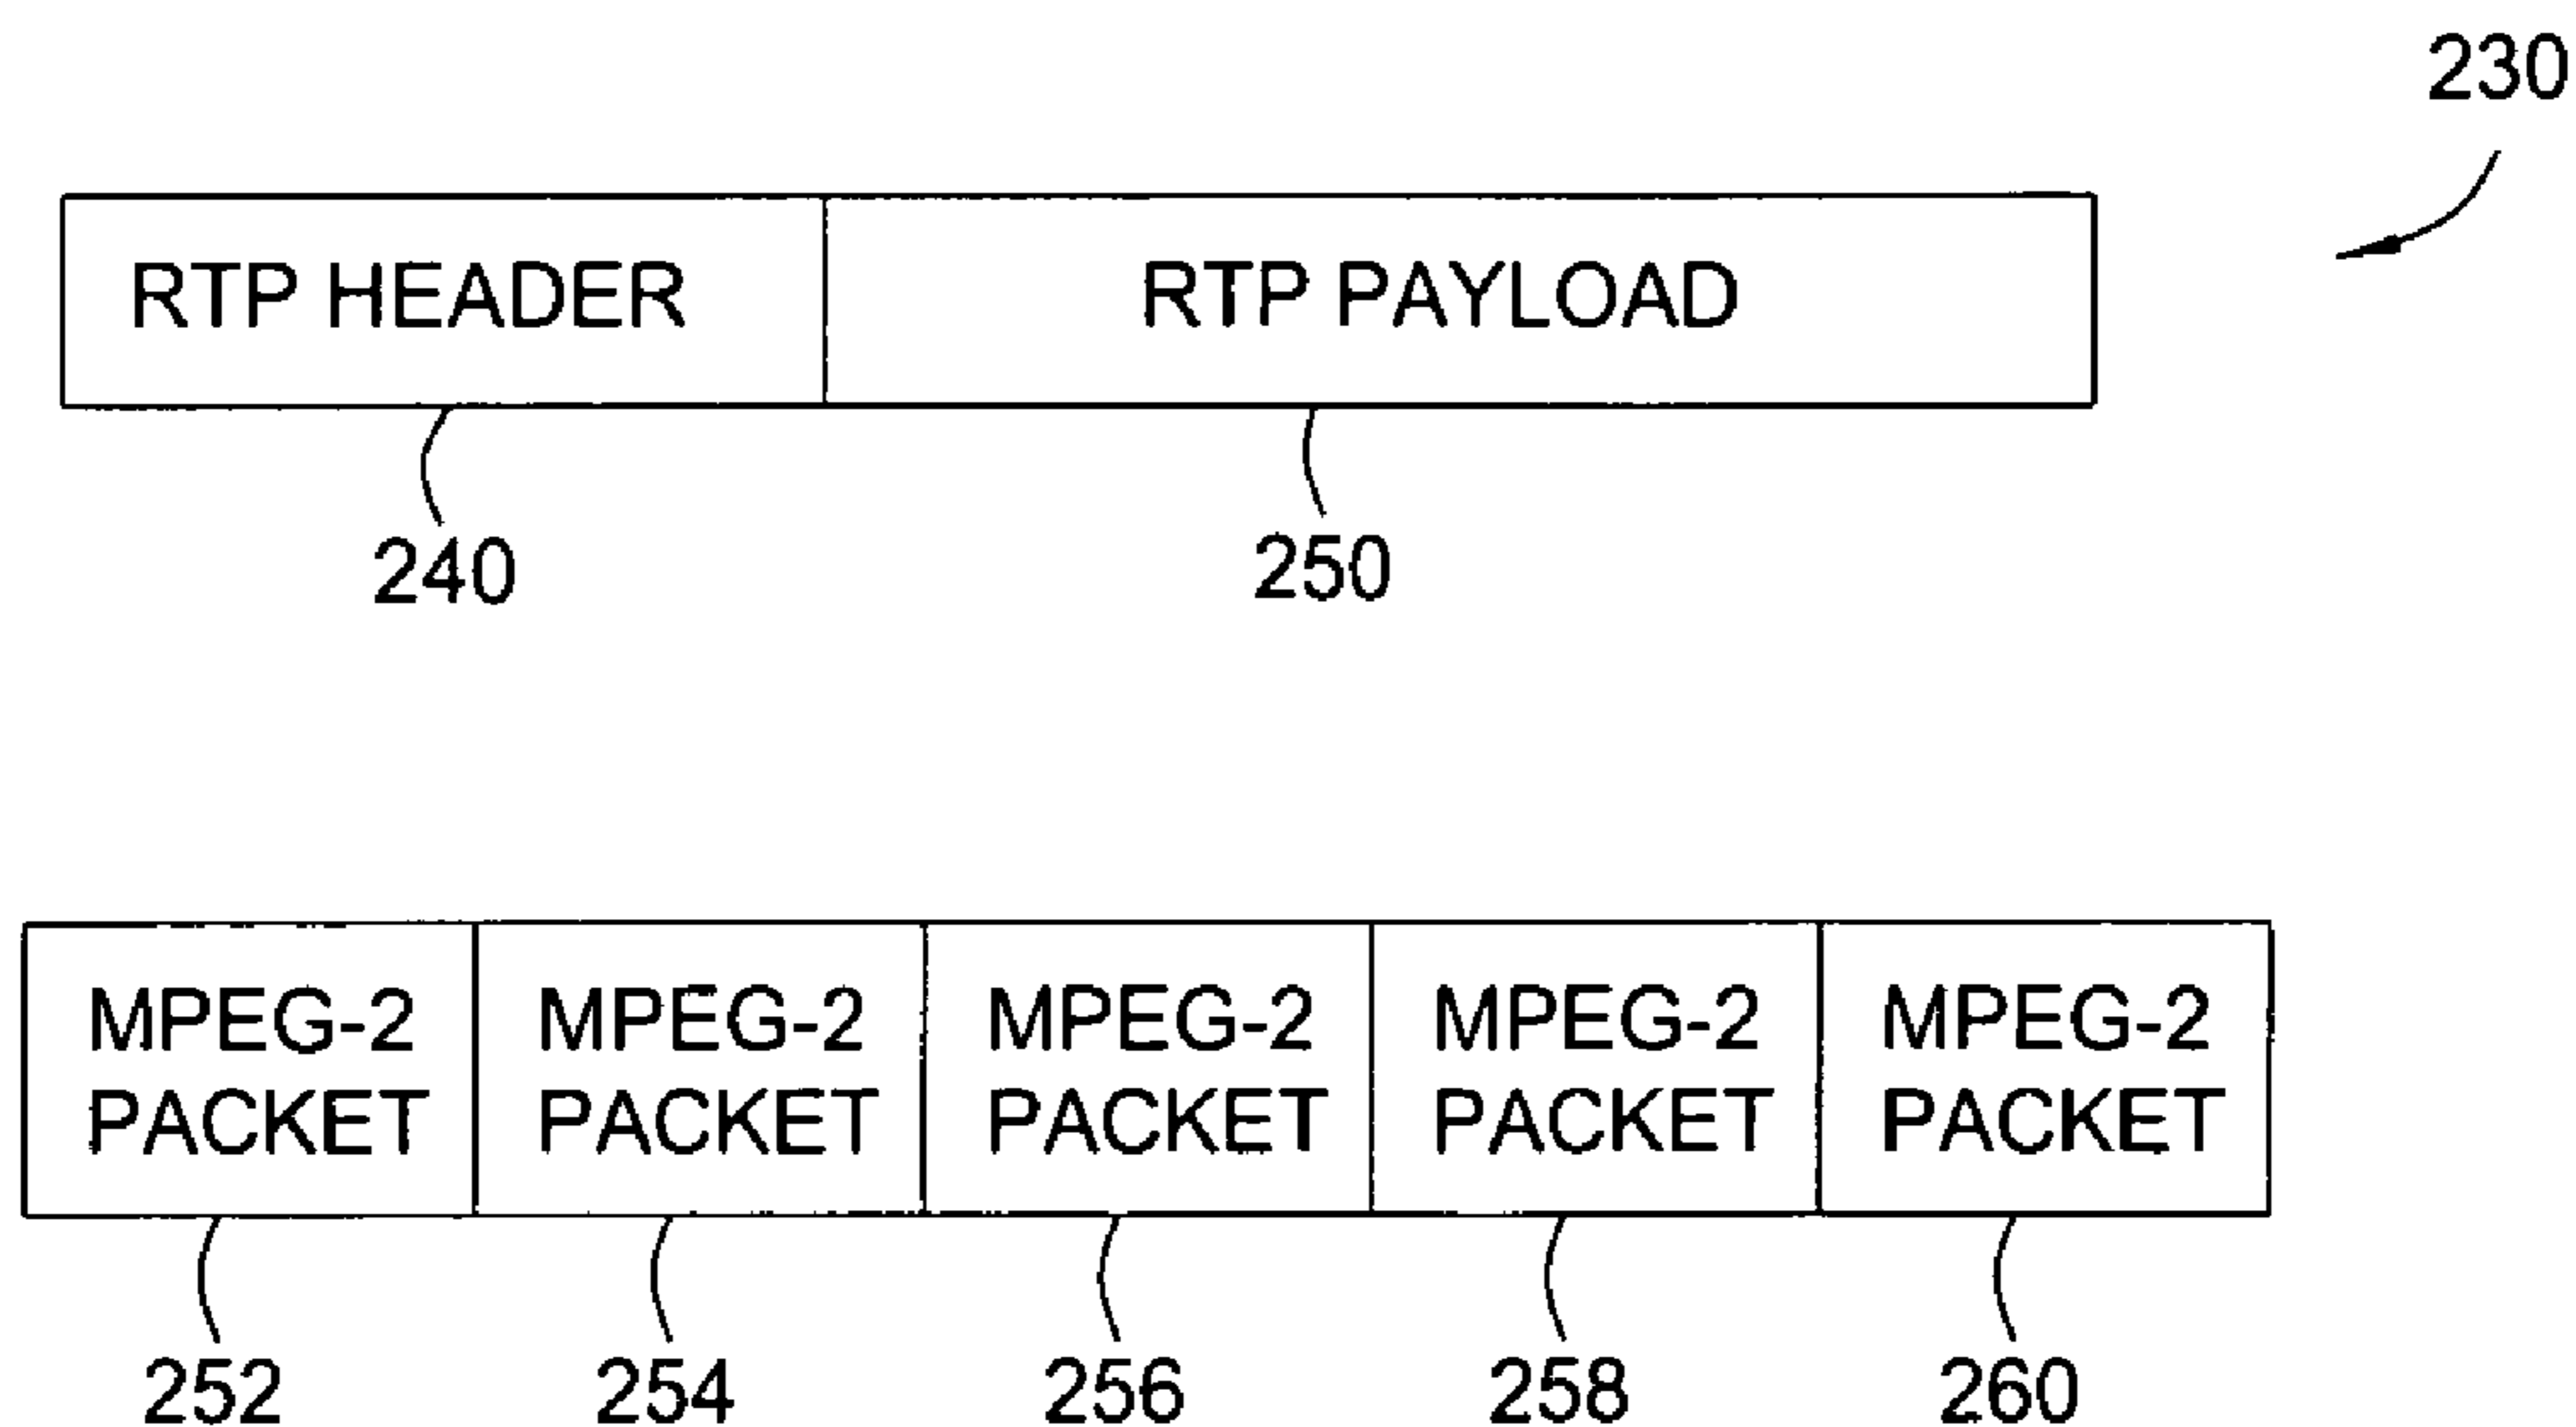 230
RTP HEADER RTP PAYLOAD
240 250
MPEG-2 MPEG-2 MPEG-2 MPEG-2 MPEG-2
PACKET PACKET PACKET PACKET PACKET
252 254 256 258 260